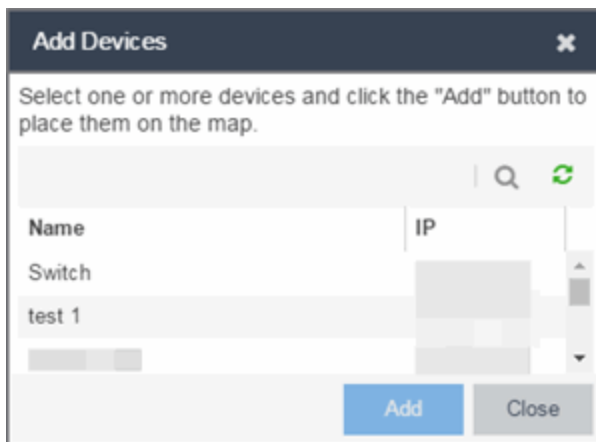 Add Devices
Select one or more devices and click the "Add" button to
place them on the map.
Name IP
Switch
test 1
Add Close